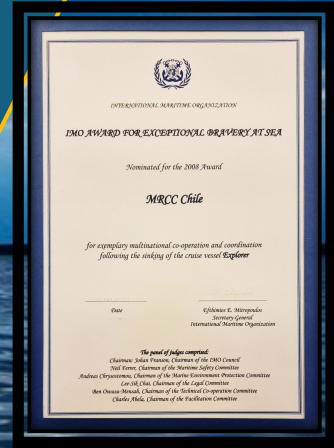 INTERNATIONAL MARITIME ORGANIZATION
IMO AWARD FOR EXCEPTIONAL BRAVERY AT SEA
Nominated for the 2008 Award
MRCC Chile
for exemplary multinational co-operation and coordination
following the sinking of the cruise vessel Explorer
Date
Efthimios E. Mitropoulos
Secretary-General
International Maritime Organization
The panel of judges comprised:
Chairman: Johan Franson, Chairman of the IMO Council
Neil Ferrer, Chairman of the Maritime Safety Committee
Andreas Chrysostomou, Chairman of the Marine Environment Protection Committee
Lee Sik Chai, Chairman of the Legal Committee
Ben Owusu-Mensah, Chairman of the Technical Co-operation Committee
Charles Abela, Chairman of the Facilitation Committee